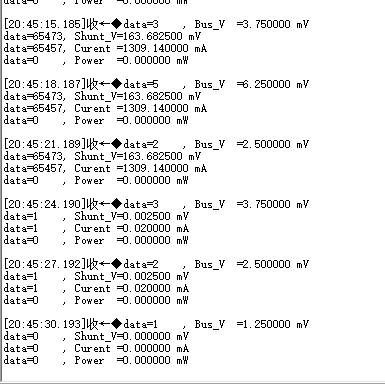 data=0    , Power  =0.000000 mW
[20:45:15.185]收←◆data=3    , Bus_V  =3.750000 mV
data=65473, Shunt_V=163.682500 mV
data=65457, Curent =1309.140000 mA
data=0    , Power  =0.000000 mW
[20:45:18.187]收←◆data=5    , Bus_V  =6.250000 mV
data=65473, Shunt_V=163.682500 mV
data=65457, Curent =1309.140000 mA
data=0    , Power  =0.000000 mW
[20:45:21.189]收←◆data=2    , Bus_V  =2.500000 mV
data=65473, Shunt_V=163.682500 mV
data=65457, Curent =1309.140000 mA
data=0    , Power  =0.000000 mW
[20:45:24.190]收←◆data=3    , Bus_V  =3.750000 mV
data=1    , Shunt_V=0.002500 mV
data=1    , Curent =0.020000 mA
data=0    , Power  =0.000000 mW
[20:45:27.192]收←◆data=2    , Bus_V  =2.500000 mV
data=1    , Shunt_V=0.002500 mV
data=1    , Curent =0.020000 mA
data=0    , Power  =0.000000 mW
[20:45:30.193]收←◆data=1    , Bus_V  =1.250000 mV
data=0    , Shunt_V=0.000000 mV
data=0    , Curent =0.000000 mA
data=0    , Power  =0.000000 mW